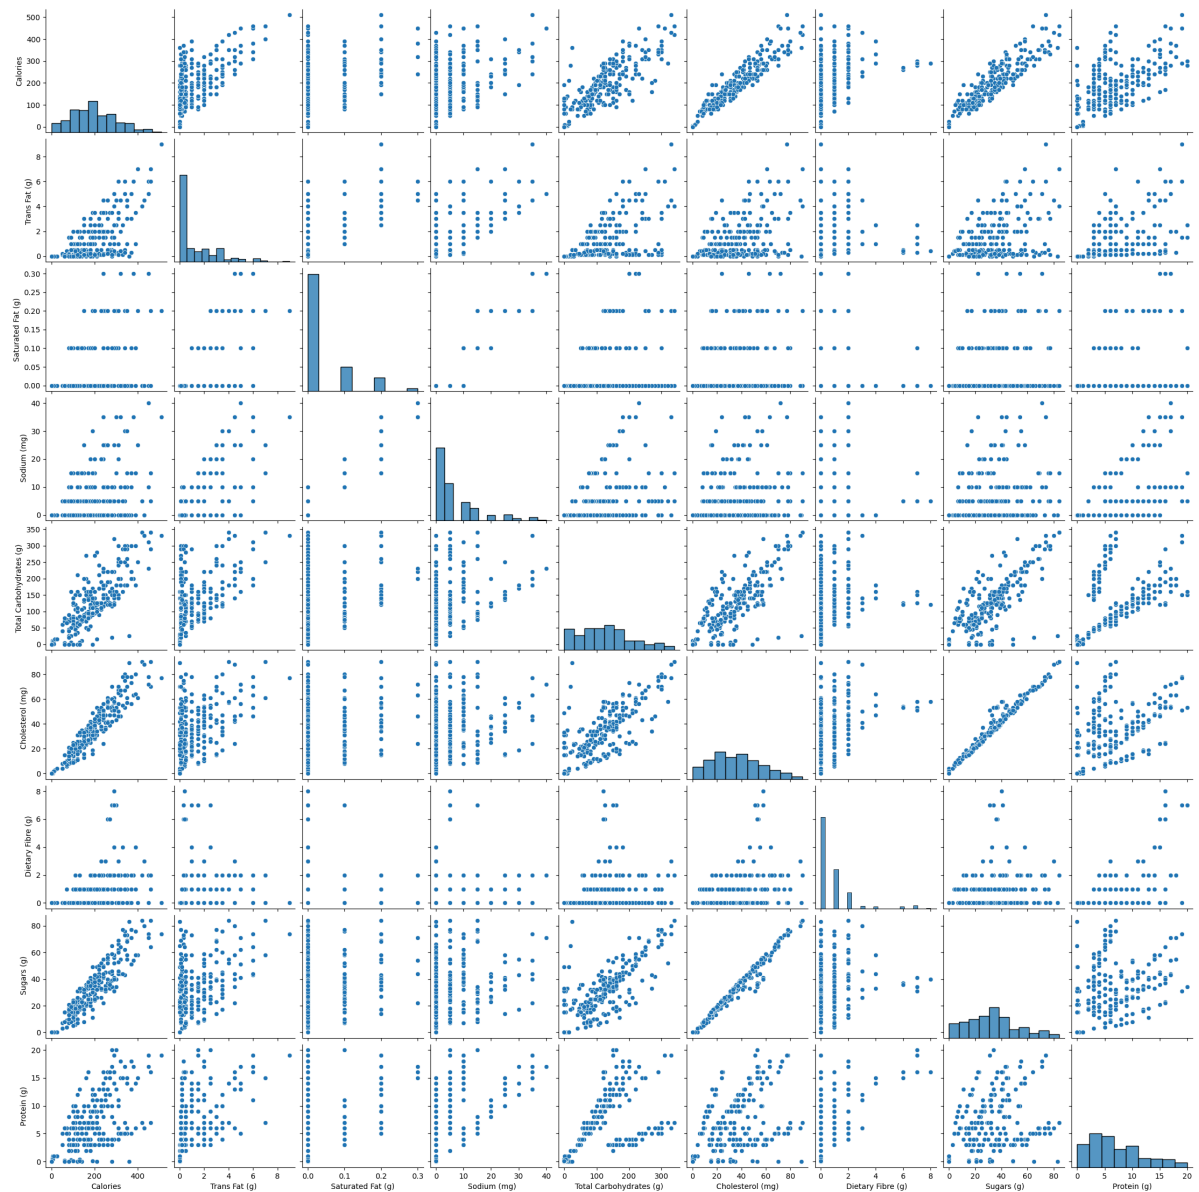 500
400
300
200
100
0
Calories
8
6
4
2
0
Trans Fat (g)
0.30
0.25
0.20
0.15
0.10
0.05
0.00
Saturated Fat (g)
40
30
20
10
0
Sodium (mg)
350
300
250
200
150
100
50
0
Total Carbohydrates (g)
80
60
40
20
0
Cholesterol (mg)
8
6
4
2
0
Dietary Fibre (g)
80
60
40
20
0
Sugars (g)
20
15
10
5
0
Protein (g)
0 200 400
0 2 4 6 8
0.0 0.1 0.2 0.3
0 10 20 30 40
0 100 200 300
0 20 40 60 80
0 2 4 6 8
0 20 40 60 80
0 5 10 15 20
Calories Trans Fat (g) Saturated Fat (g) Sodium (mg) Total Carbohydrates (g) Cholesterol (mg) Dietary Fibre (g) Sugars (g) Protein (g)